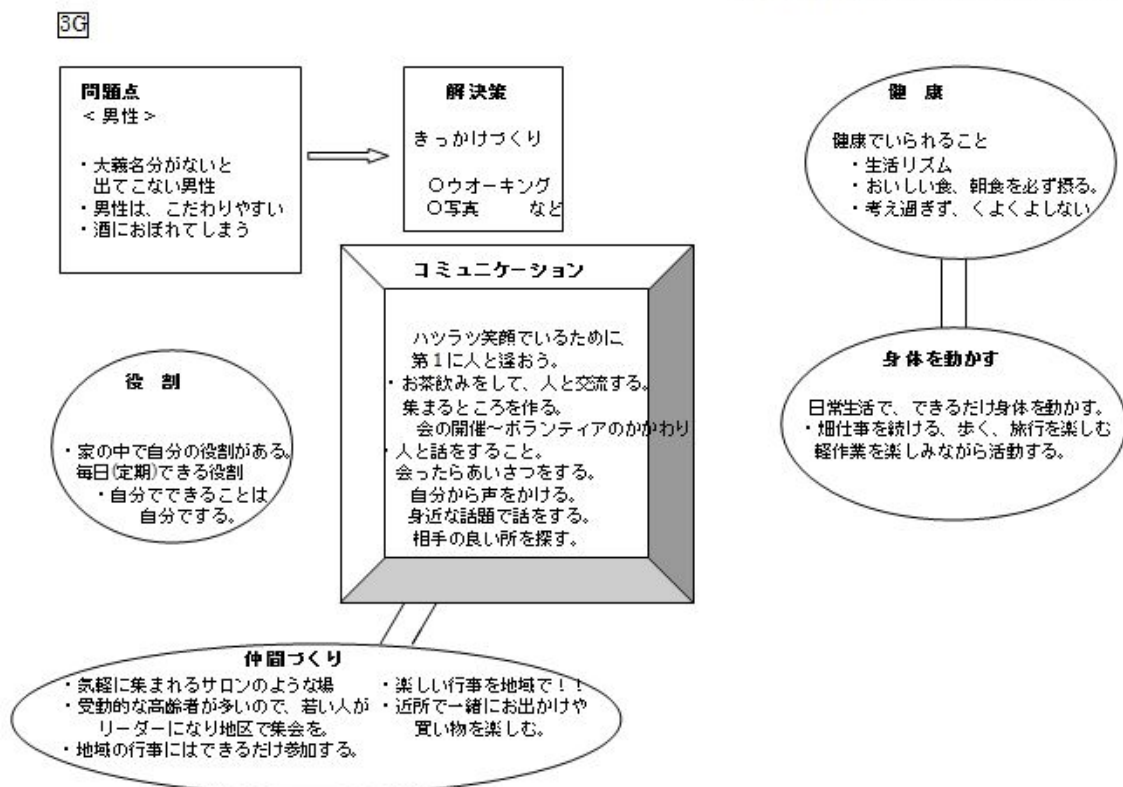 3G
問題点
＜男性＞
・大義名分がないと
出てこない男性
・男性は、こだわりやすい
・酒におぼれてしまう
解決策
きっかけづくり
○ウオーキング
○写真　　など
健　康
健康でいられること
・生活リズム
・おいしい食、朝食を必ず摂る。
・考え過ぎず、くよくよしない
コミュニケーション
ハツラツ笑顔でいるために
第１に人と逢おう。
・お茶飲みをして、人と交流する。
集まるところを作る。
会の開催～ボランティアのかかわり
・人と話をすること。
会ったらあいさつをする。
自分から声をかける。
身近な話題で話をする。
相手の良い所を探す。
役　割
・家の中で自分の役割がある。
毎日(定期)できる役割
・自分でできることは
自分でする。
身体を動かす
日常生活で、できるだけ身体を動かす。
・畑仕事を続ける、歩く、旅行を楽しむ
軽作業を楽しみながら活動する。
仲間づくり
・気軽に集まれるサロンのような場
・受動的な高齢者が多いので、若い人が
リーダーになり地区で集会を。
・地域の行事にはできるだけ参加する。
・楽しい行事を地域で！！
・近所で一緒にお出かけや
買い物を楽しむ。